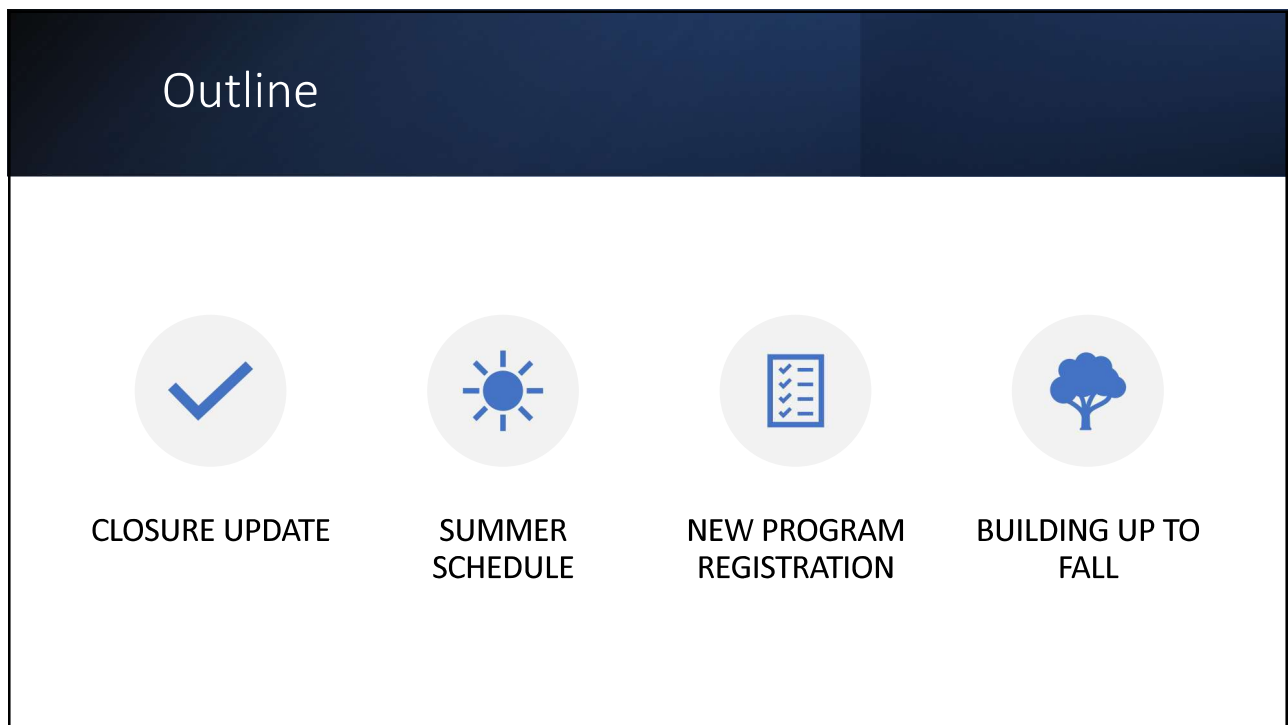 Outline
CLOSURE UPDATE
SUMMER
SCHEDULE
NEW PROGRAM
REGISTRATION
BUILDING UP TO
FALL